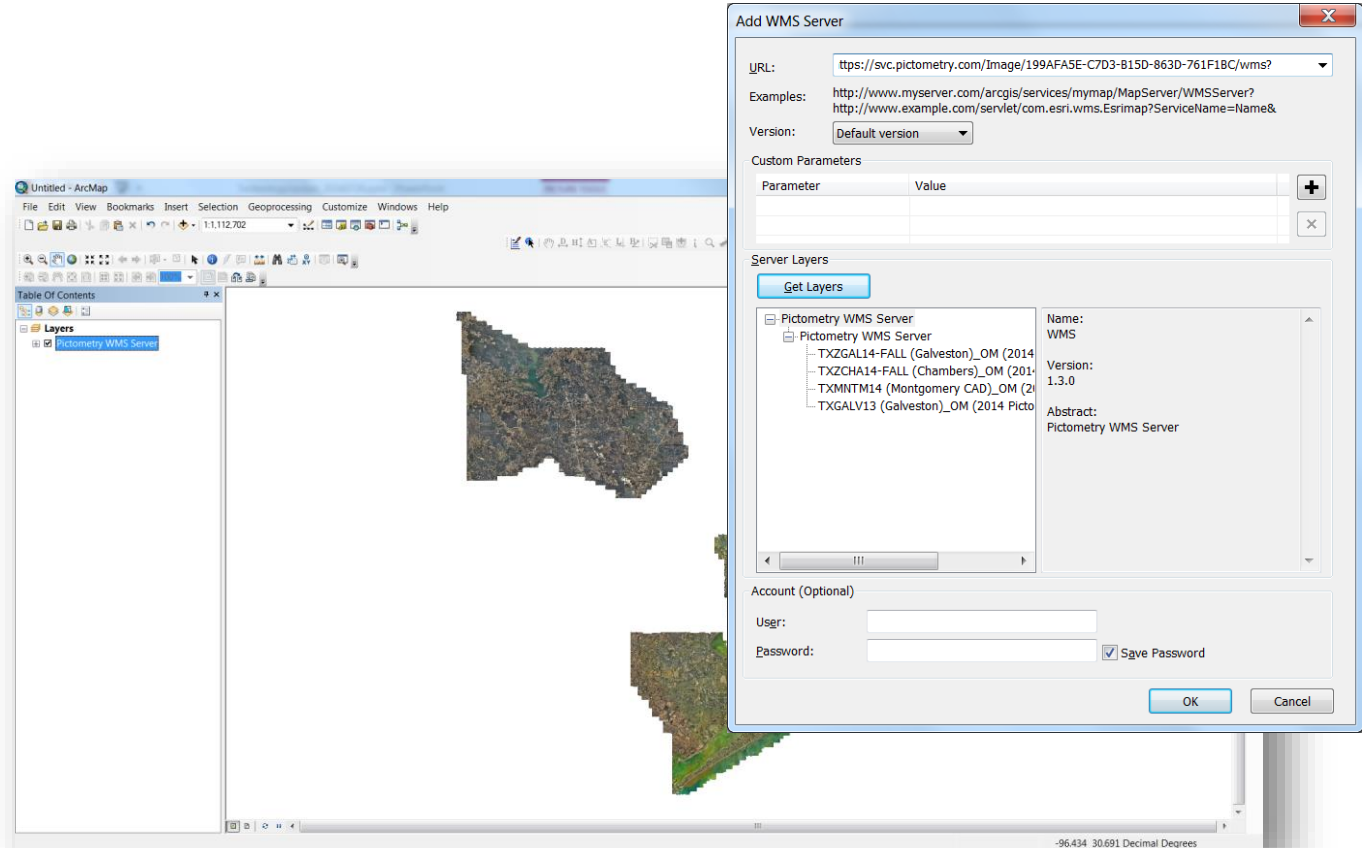 Add WMS Server
URL:
ttps://svc.pictometry.com/Image/199AFA5E-C7D3-B15D-863D-761F1BC/wms?
Examples:
http://www.myserver.com/arcgis/services/mymap/MapServer/WMSServer?
http://www.example.com/servlet/com.esri.wms.Esrimap?ServiceName=Name&
Version:
Default version
Custom Parameters
Parameter Value
Server Layers
Get Layers
Pictometry WMS Server
Pictometry WMS Server
TXZGAL14-FALL (Galveston)_OM (2014
TXZCHA14-FALL (Chambers)_OM (201
TXMNTM14 (Montgomery CAD)_OM (2
TXGALV13 (Galveston)_OM (2014 Picto
Name:
WMS
Version:
1.3.0
Abstract:
Pictometry WMS Server
Account (Optional)
User:
Password:
Save Password
OK Cancel
Untitled - ArcMap
File Edit View Bookmarks Insert Selection Geoprocessing Customize Windows Help
1:1,112,702
Table Of Contents
Layers
Pictometry WMS Server
-96.434 30.691 Decimal Degrees